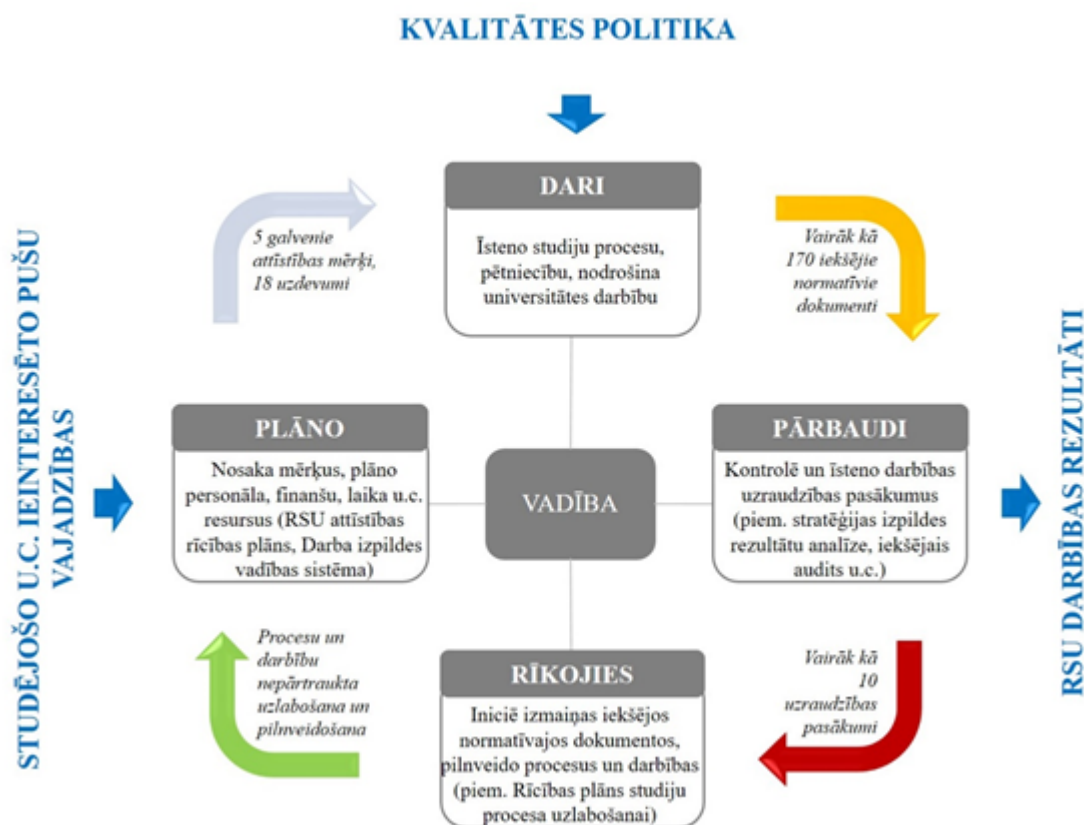 KVALITĀTES POLITIKA
STUDĒJOŠO U.C. IEINTERESĒTO PUŠU
VAJADZĪBAS
5 galvenie
attīstības mērķi,
18 uzdevumi
DARI
Īsteno studiju procesu,
pētniecību, nodrošina
universitātes darbību
Vairāk kā
170 iekšējie
normatīvie
dokumenti
PLĀNO
Nosaka mērķus, plāno
personāla, finanšu, laika u.c.
resursus (RSU attīstības
rīcības plāns, Darba izpildes
vadības sistēma)
VADĪBA
PĀRBAUDI
Kontrolē un īsteno darbības
uzraudzības pasākumus
(piem. stratēģijas izpildes
rezultātu analīze, iekšējais
audits u.c.)
Procesu un
darbību
nepārtraukta
uzlabošana un
pilnveidošana
RĪKOJIES
Iniciē izmaiņas iekšējos
normatīvajos dokumentos,
pilnveido procesus un darbības
(piem. Rīcības plāns studiju
procesa uzlabošanai)
Vairāk kā
10
uzraudzības
pasākumi
RSU DARBĪBAS REZULTĀTI